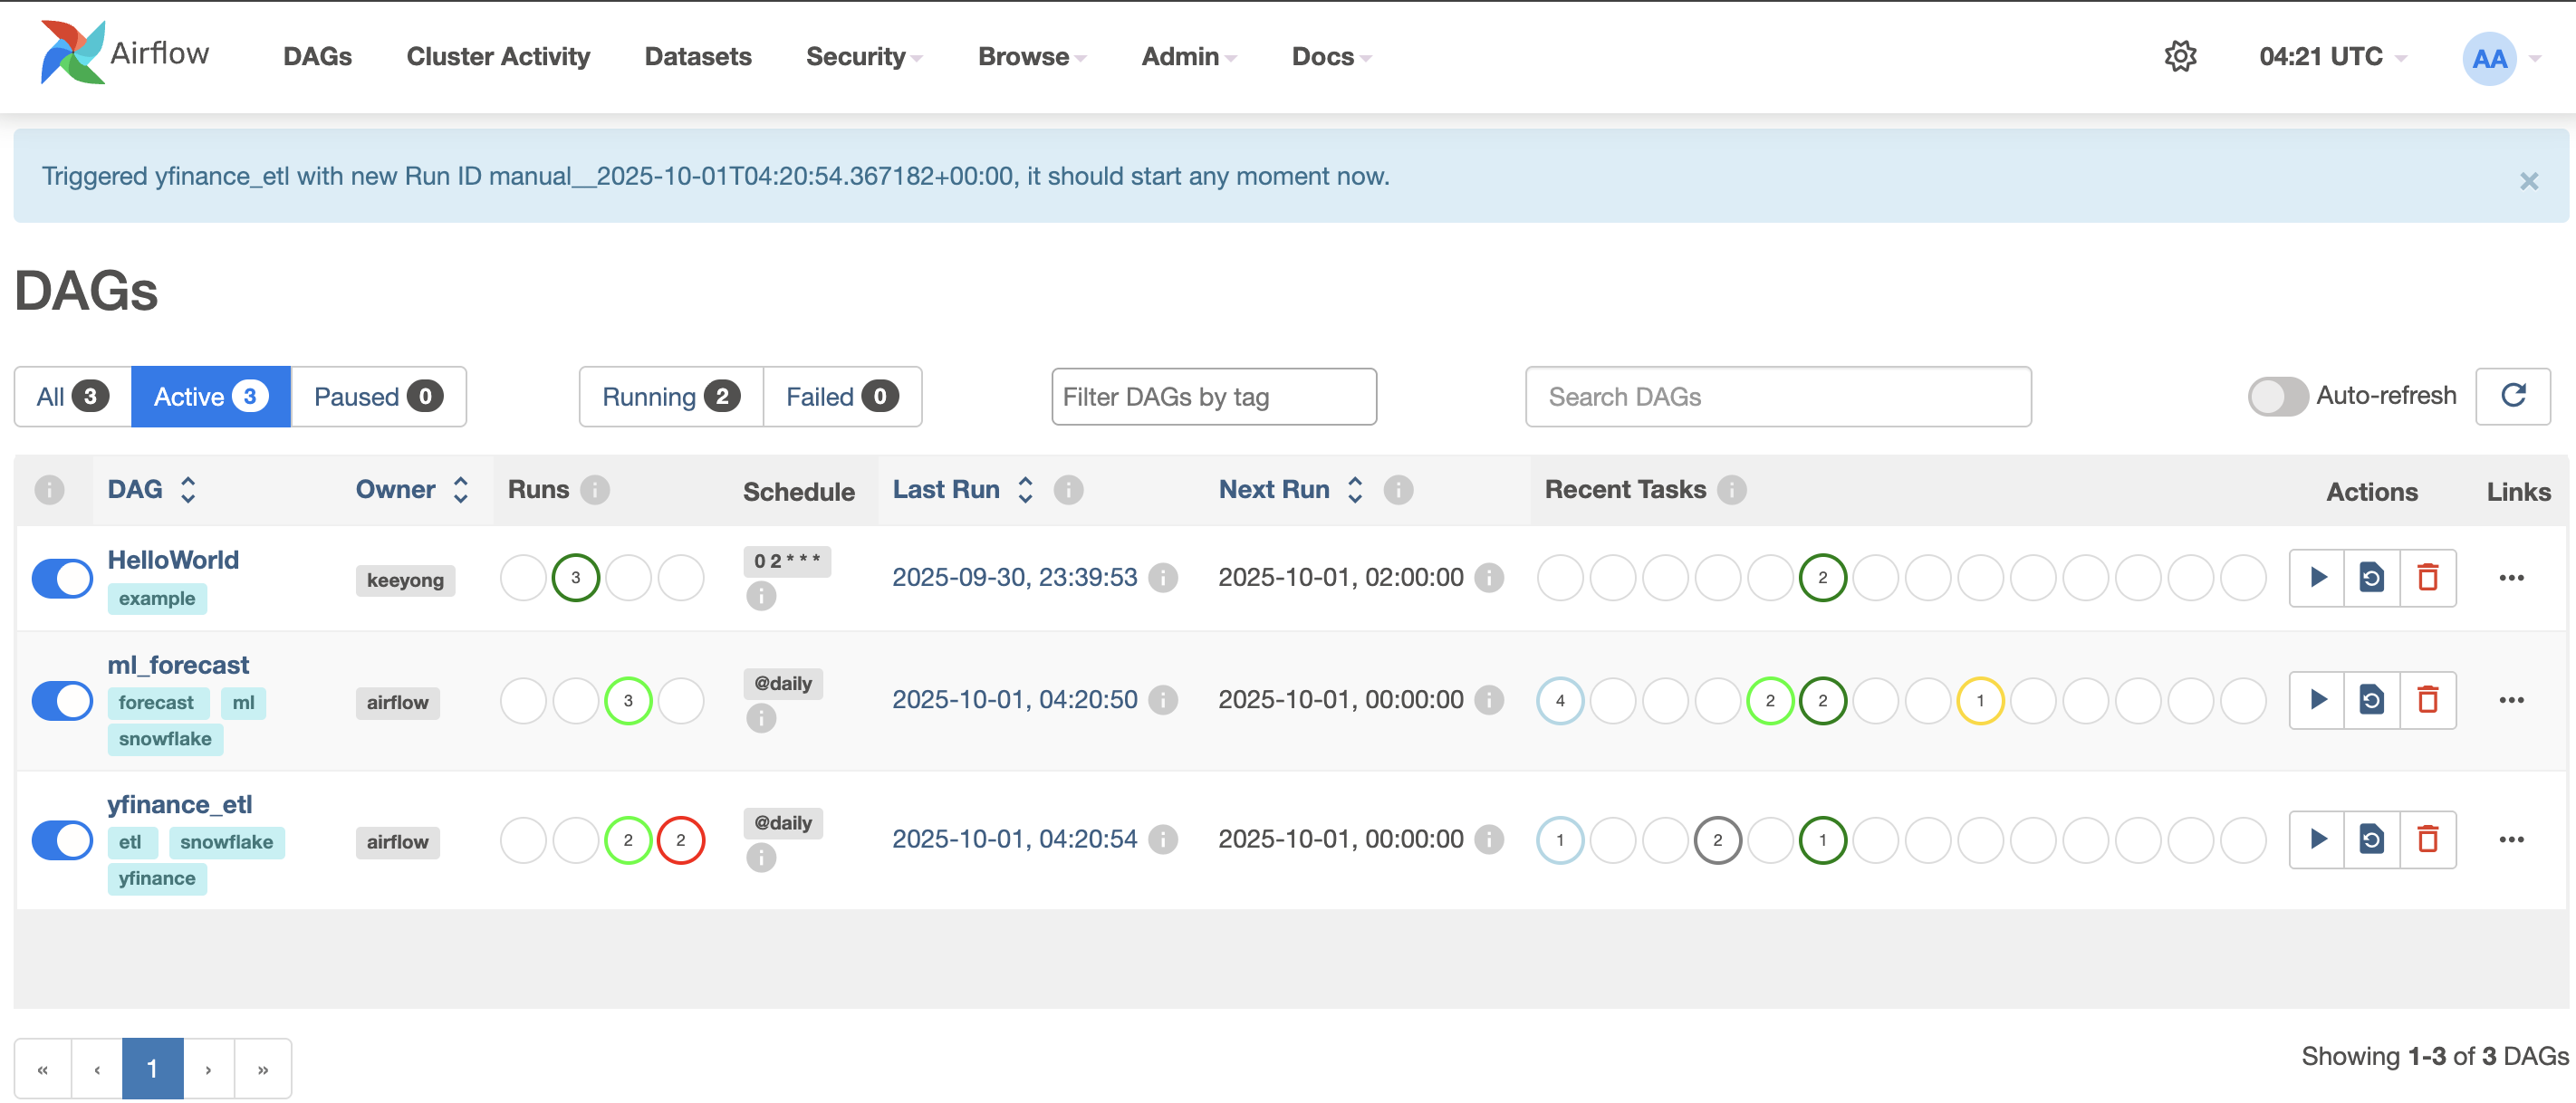 Airflow DAGs Cluster Activity Datasets Security Browse Admin Docs 04:21 UTC AA
Triggered yfinance_etl with new Run ID manual__2025-10-01T04:20:54.367182+00:00, it should start any moment now. ×
DAGs
All 3 Active 3 Paused 0 Running 2 Failed 0 Filter DAGs by tag Search DAGs Auto-refresh
i DAG Owner Runs i Schedule Last Run i Next Run i Recent Tasks i Actions Links
HelloWorld
example
keeyong
3
0 2 * * *
i
2025-09-30, 23:39:53 i
2025-10-01, 02:00:00 i
2
ml_forecast
forecast ml
snowflake
airflow
3
@daily
i
2025-10-01, 04:20:50 i
2025-10-01, 00:00:00 i
4 2 2 1
yfinance_etl
etl snowflake
yfinance
airflow
2 2
@daily
i
2025-10-01, 04:20:54 i
2025-10-01, 00:00:00 i
1 2 1
« ‹ 1 › »
Showing 1-3 of 3 DAGs